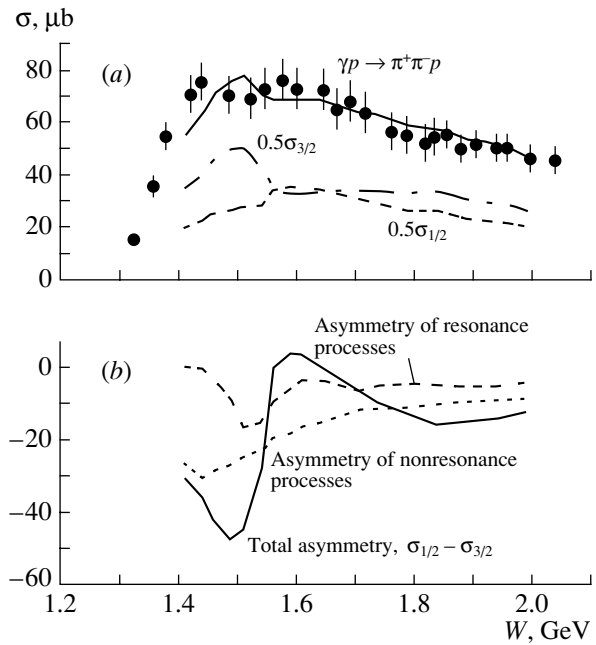 σ, μb
80
60
40
20
0
(a)
γp → π⁺π⁻p
0.5σ3/2
0.5σ1/2
(b)
0
−20
−40
−60
Asymmetry of resonance
processes
Asymmetry of nonresonance
processes
Total asymmetry, σ1/2 – σ3/2
1.2
1.4
1.6
1.8
2.0
W, GeV